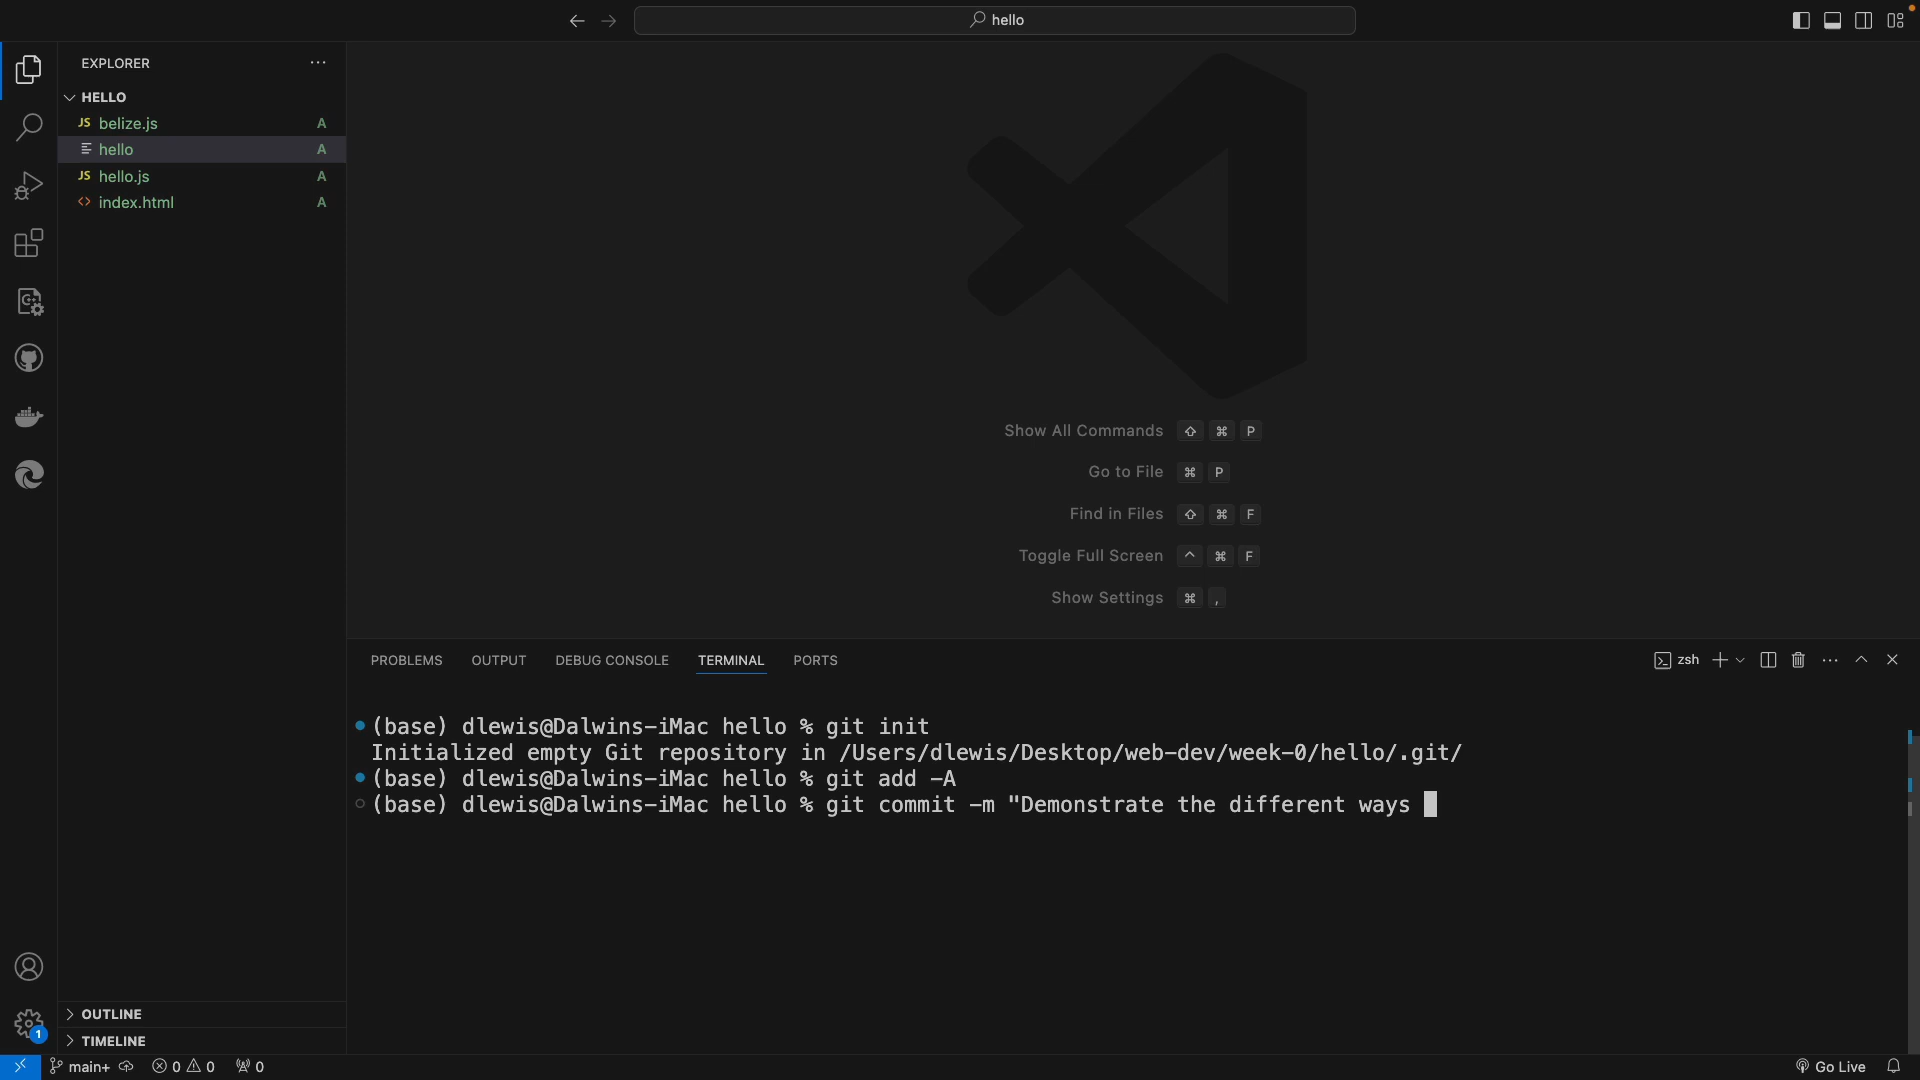 hello
EXPLORER
HELLO
JS belize.js A
hello A
JS hello.js A
<> index.html A
Show All Commands ⇧ ⌘ P
Go to File ⌘ P
Find in Files ⇧ ⌘ F
Toggle Full Screen ^ ⌘ F
Show Settings ⌘ ,
PROBLEMS OUTPUT DEBUG CONSOLE TERMINAL PORTS zsh
(base) dlewis@Dalwins-iMac hello % git init
Initialized empty Git repository in /Users/dlewis/Desktop/web-dev/week-0/hello/.git/
(base) dlewis@Dalwins-iMac hello % git add -A
(base) dlewis@Dalwins-iMac hello % git commit -m "Demonstrate the different ways
OUTLINE
1
TIMELINE
main+ 0 0 0 Go Live